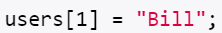 users[1] = "Bill";